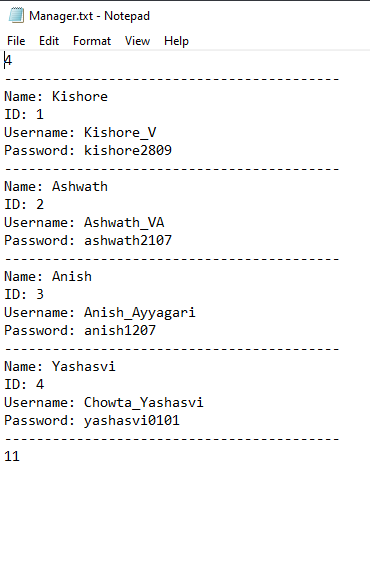 Manager.txt - Notepad
File Edit Format View Help
4
------------------------------------------
Name: Kishore
ID: 1
Username: Kishore_V
Password: kishore2809
------------------------------------------
Name: Ashwath
ID: 2
Username: Ashwath_VA
Password: ashwath2107
------------------------------------------
Name: Anish
ID: 3
Username: Anish_Ayyagari
Password: anish1207
------------------------------------------
Name: Yashasvi
ID: 4
Username: Chowta_Yashasvi
Password: yashasvi0101
------------------------------------------
11